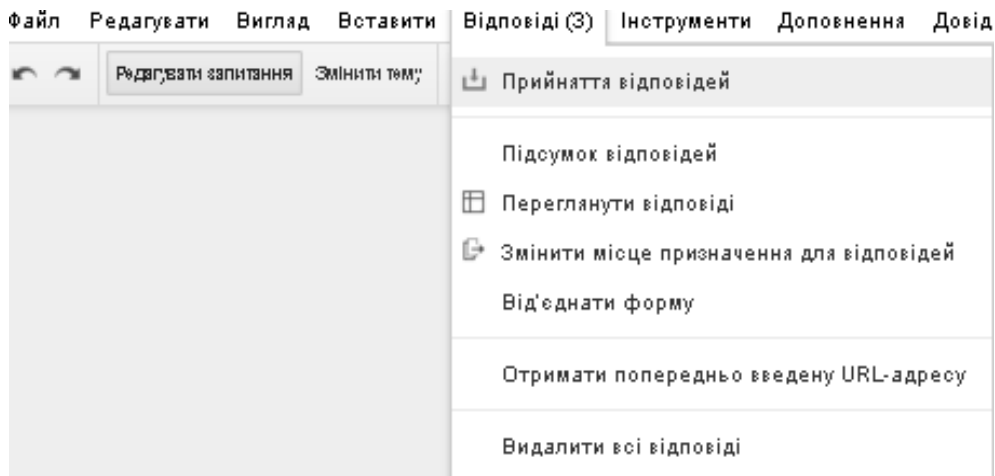 Файл Редагувати Вигляд Вставити Відповіді (3) Інструменти Доповнення Довід
Редагувати запитання Змінити тему
Прийняття відповідей
Підсумок відповідей
Переглянути відповіді
Змінити місце призначення для відповідей
Від'єднати форму
Отримати попередньо введену URL-адресу
Видалити всі відповіді